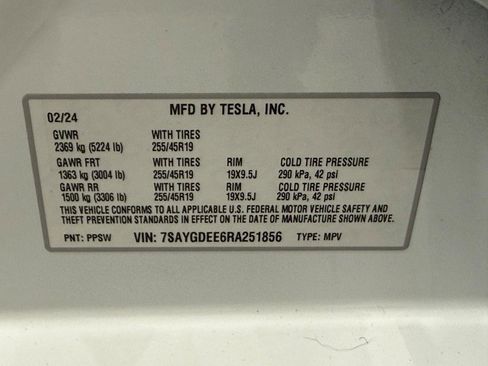 02/24 MFD BY TESLA, INC.
GVWR WITH TIRES
2369 kg (5224 lb) 255/45R19
GAWR FRT WITH TIRES RIM COLD TIRE PRESSURE
1363 kg (3004 lb) 255/45R19 19X9.5J 290 kPa, 42 psi
GAWR RR WITH TIRES RIM COLD TIRE PRESSURE
1500 kg (3306 lb) 255/45R19 19X9.5J 290 kPa, 42 psi
THIS VEHICLE CONFORMS TO ALL APPLICABLE U.S. FEDERAL MOTOR VEHICLE SAFETY AND
THEFT PREVENTION STANDARDS IN EFFECT ON THE DATE OF MANUFACTURE SHOWN ABOVE.
PNT: PPSW VIN: 7SAYGDEE6RA251856 TYPE: MPV